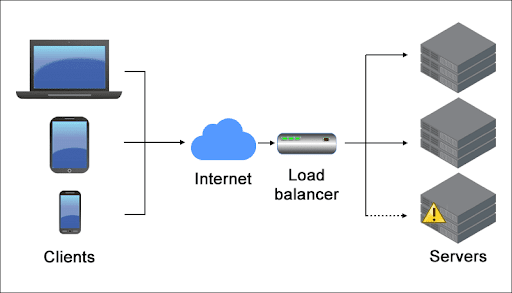 Internet
Load
balancer
Clients
Servers